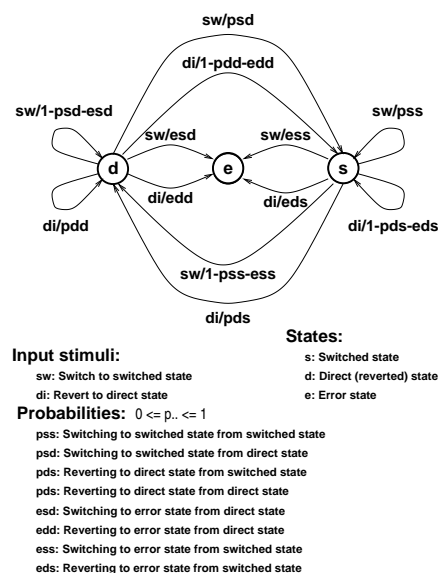 sw/psd
di/1-pdd-edd
sw/1-psd-esd
sw/pss
sw/esd
sw/ess
d
e
s
di/edd
di/eds
di/pdd
di/1-pds-eds
sw/1-pss-ess
di/pds
States:
s: Switched state
d: Direct (reverted) state
e: Error state
Input stimuli:
sw: Switch to switched state
di: Revert to direct state
Probabilities: 0 <= p.. <= 1
pss: Switching to switched state from switched state
psd: Switching to switched state from direct state
pds: Reverting to direct state from switched state
pds: Reverting to direct state from direct state
esd: Switching to error state from direct state
edd: Reverting to error state from direct state
ess: Switching to error state from switched state
eds: Reverting to error state from switched state